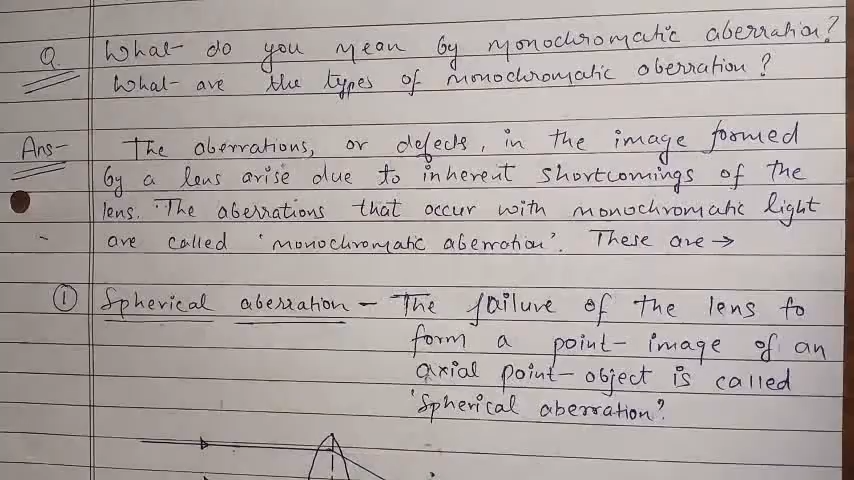 Q. What do you mean by monochromatic aberration?
What are the types of monochromatic aberration?
Ans- The aberrations, or defects, in the image formed
by a lens arise due to inherent shortcomings of the
lens. The aberrations that occur with monochromatic light
are called 'monochromatic aberration'. These are →
① Spherical aberration - The failure of the lens to
form a point-image of an
axial point-object is called
'Spherical aberration'.